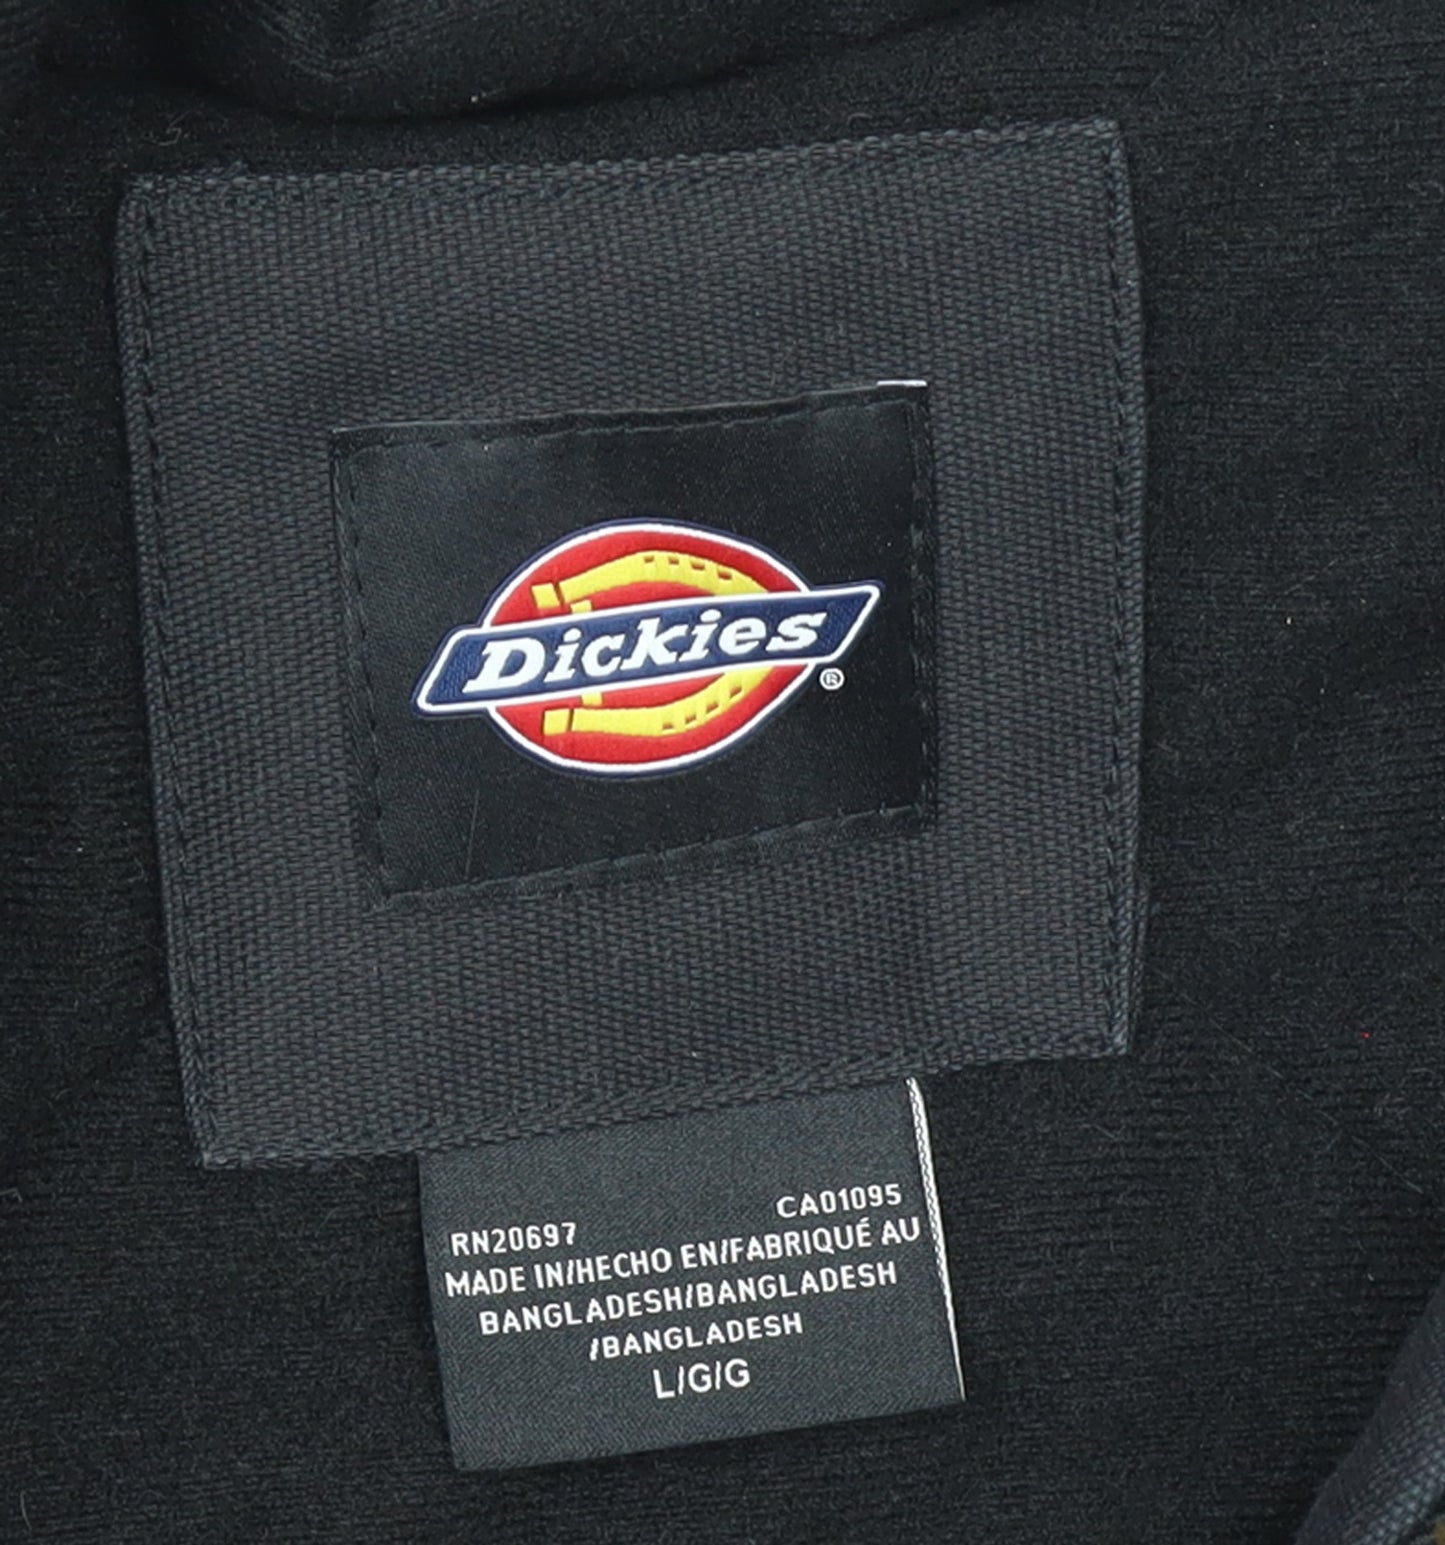 Dickies
®
RN20697 CA01095
MADE IN/HECHO EN/FABRIQUÉ AU
BANGLADESH/BANGLADESH
/BANGLADESH
L/G/G